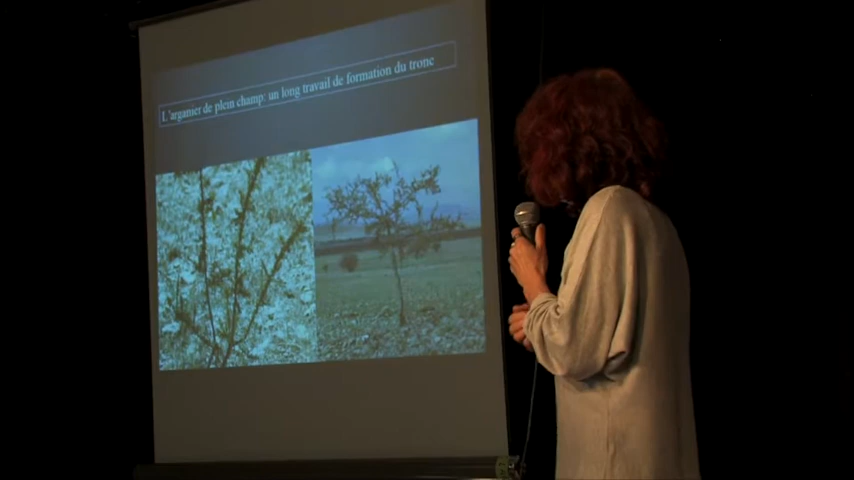 L'arganier de plein champ: un long travail de formation du tronc